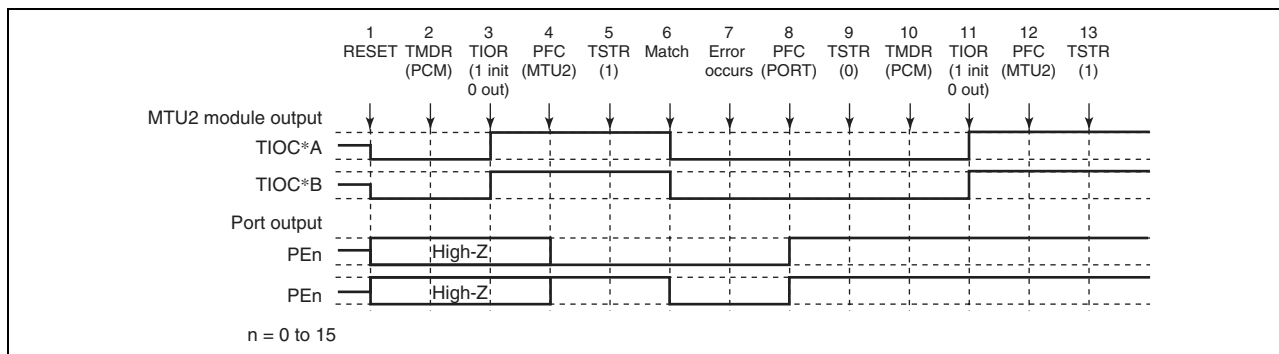 1 2 3 4 5 6 7 8 9 10 11 12 13
RESET TMDR TIOR PFC TSTR Match Error PFC TSTR TMDR TIOR PFC TSTR
(PCM) (1 init (MTU2) (1) occurs (PORT) (0) (PCM) (1 init (MTU2) (1)
0 out) 0 out)
MTU2 module output
TIOC*A
TIOC*B
Port output
PEn High-Z
PEn High-Z
n = 0 to 15